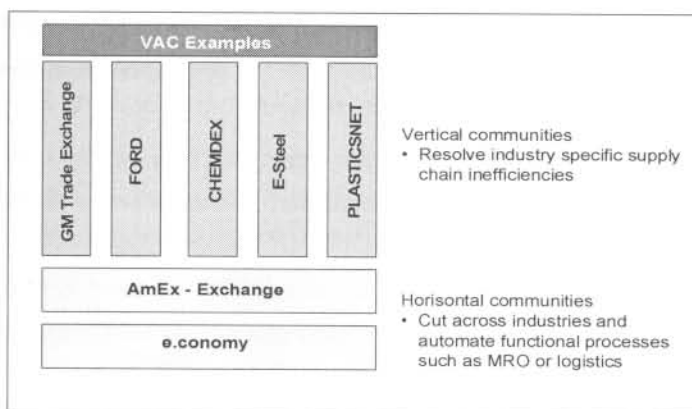 VAC Examples
GM Trade Exchange
FORD
CHEMDEX
E-Steel
PLASTICSNET
Vertical communities
• Resolve industry specific supply
chain inefficiencies
AmEx - Exchange
e.conomy
Horisontal communities
• Cut across industries and
automate functional processes
such as MRO or logistics